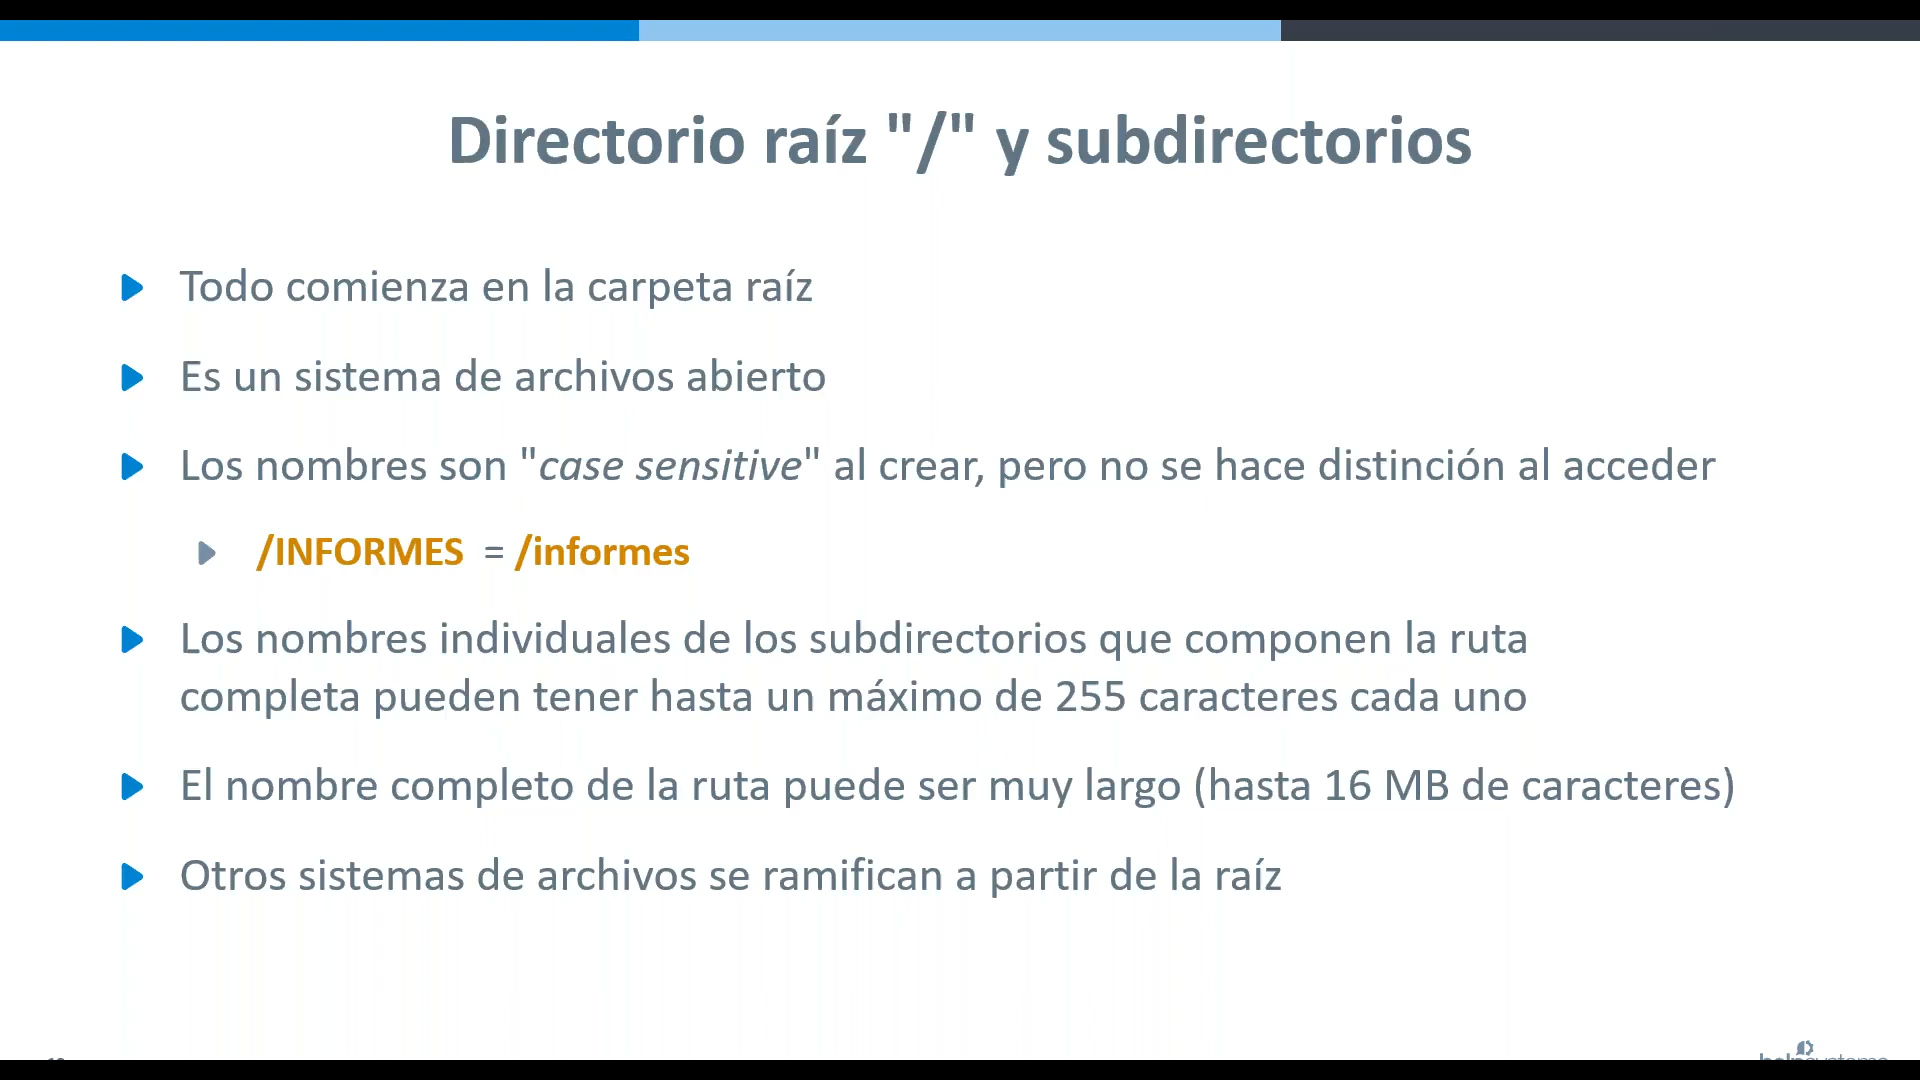 Directorio raíz "/" y subdirectorios
Todo comienza en la carpeta raíz
Es un sistema de archivos abierto
Los nombres son "case sensitive" al crear, pero no se hace distinción al acceder
/INFORMES = /informes
Los nombres individuales de los subdirectorios que componen la ruta
completa pueden tener hasta un máximo de 255 caracteres cada uno
El nombre completo de la ruta puede ser muy largo (hasta 16 MB de caracteres)
Otros sistemas de archivos se ramifican a partir de la raíz